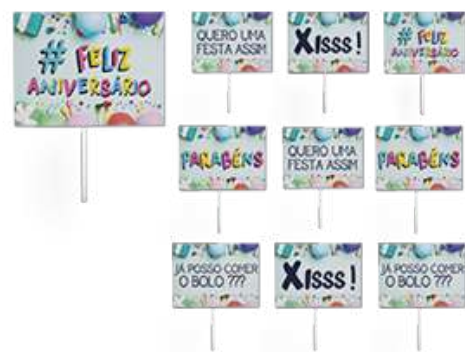 # FELIZ
ANIVERSÁRIO
QUERO UMA
FESTA ASSIM
XISSS!
# FELIZ
ANIVERSÁRIO
PARABÉNS
QUERO UMA
FESTA ASSIM
PARABÉNS
JÁ POSSO COMER
O BOLO ???
XISSS!
JÁ POSSO COMER
O BOLO ???